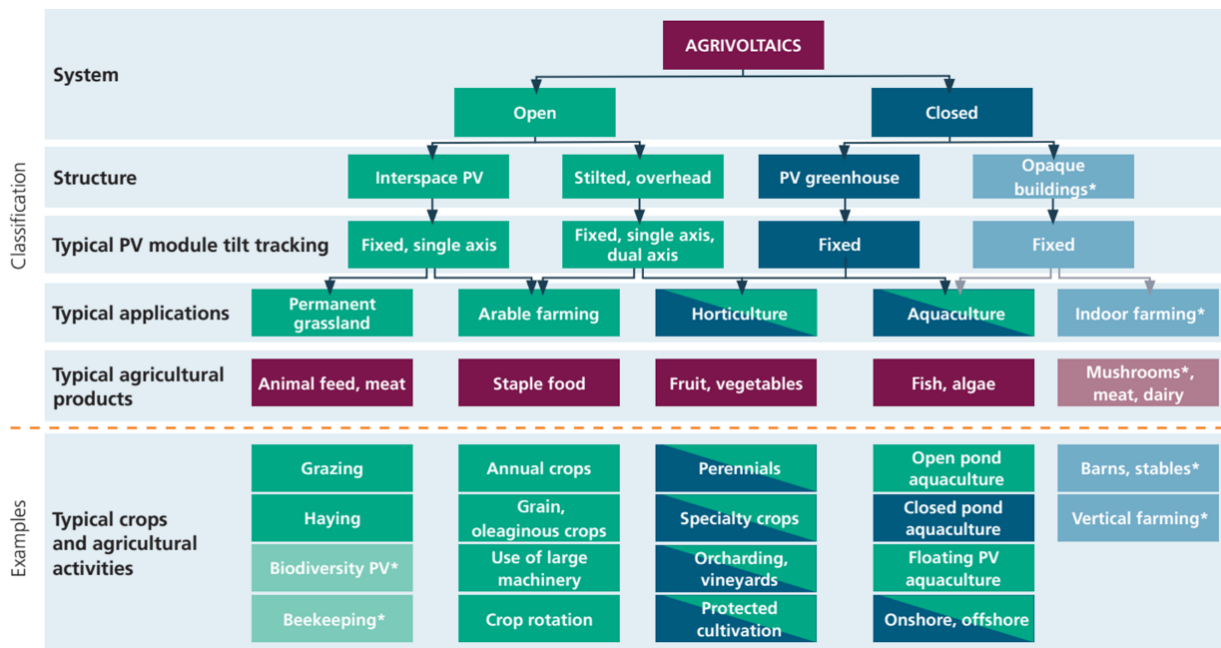 AGRIVOLTAICS
System
Open
Closed
Classification
Structure
Interspace PV
Stilted, overhead
PV greenhouse
Opaque
buildings*
Typical PV module tilt tracking
Fixed, single axis
Fixed, single axis,
dual axis
Fixed
Fixed
Typical applications
Permanent
grassland
Arable farming
Horticulture
Aquaculture
Indoor farming*
Typical agricultural
products
Animal feed, meat
Staple food
Fruit, vegetables
Fish, algae
Mushrooms*,
meat, dairy
Examples
Typical crops
and agricultural
activities
Grazing
Haying
Biodiversity PV*
Beekeeping*
Annual crops
Grain,
oleaginous crops
Use of large
machinery
Crop rotation
Perennials
Specialty crops
Orcharding,
vineyards
Protected
cultivation
Open pond
aquaculture
Closed pond
aquaculture
Floating PV
aquaculture
Onshore, offshore
Barns, stables*
Vertical farming*